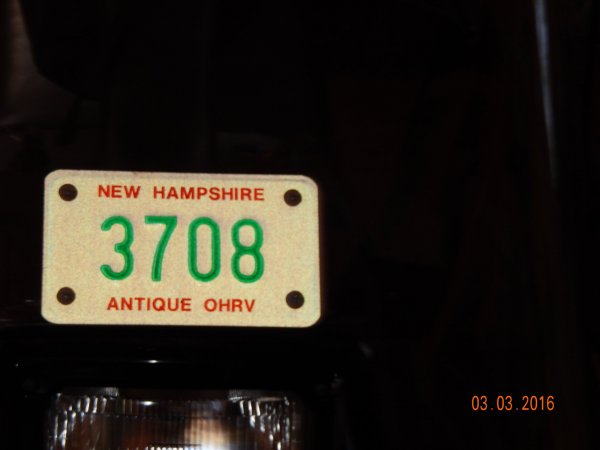 NEW HAMPSHIRE
3708
ANTIQUE OHRV
03.03.2016